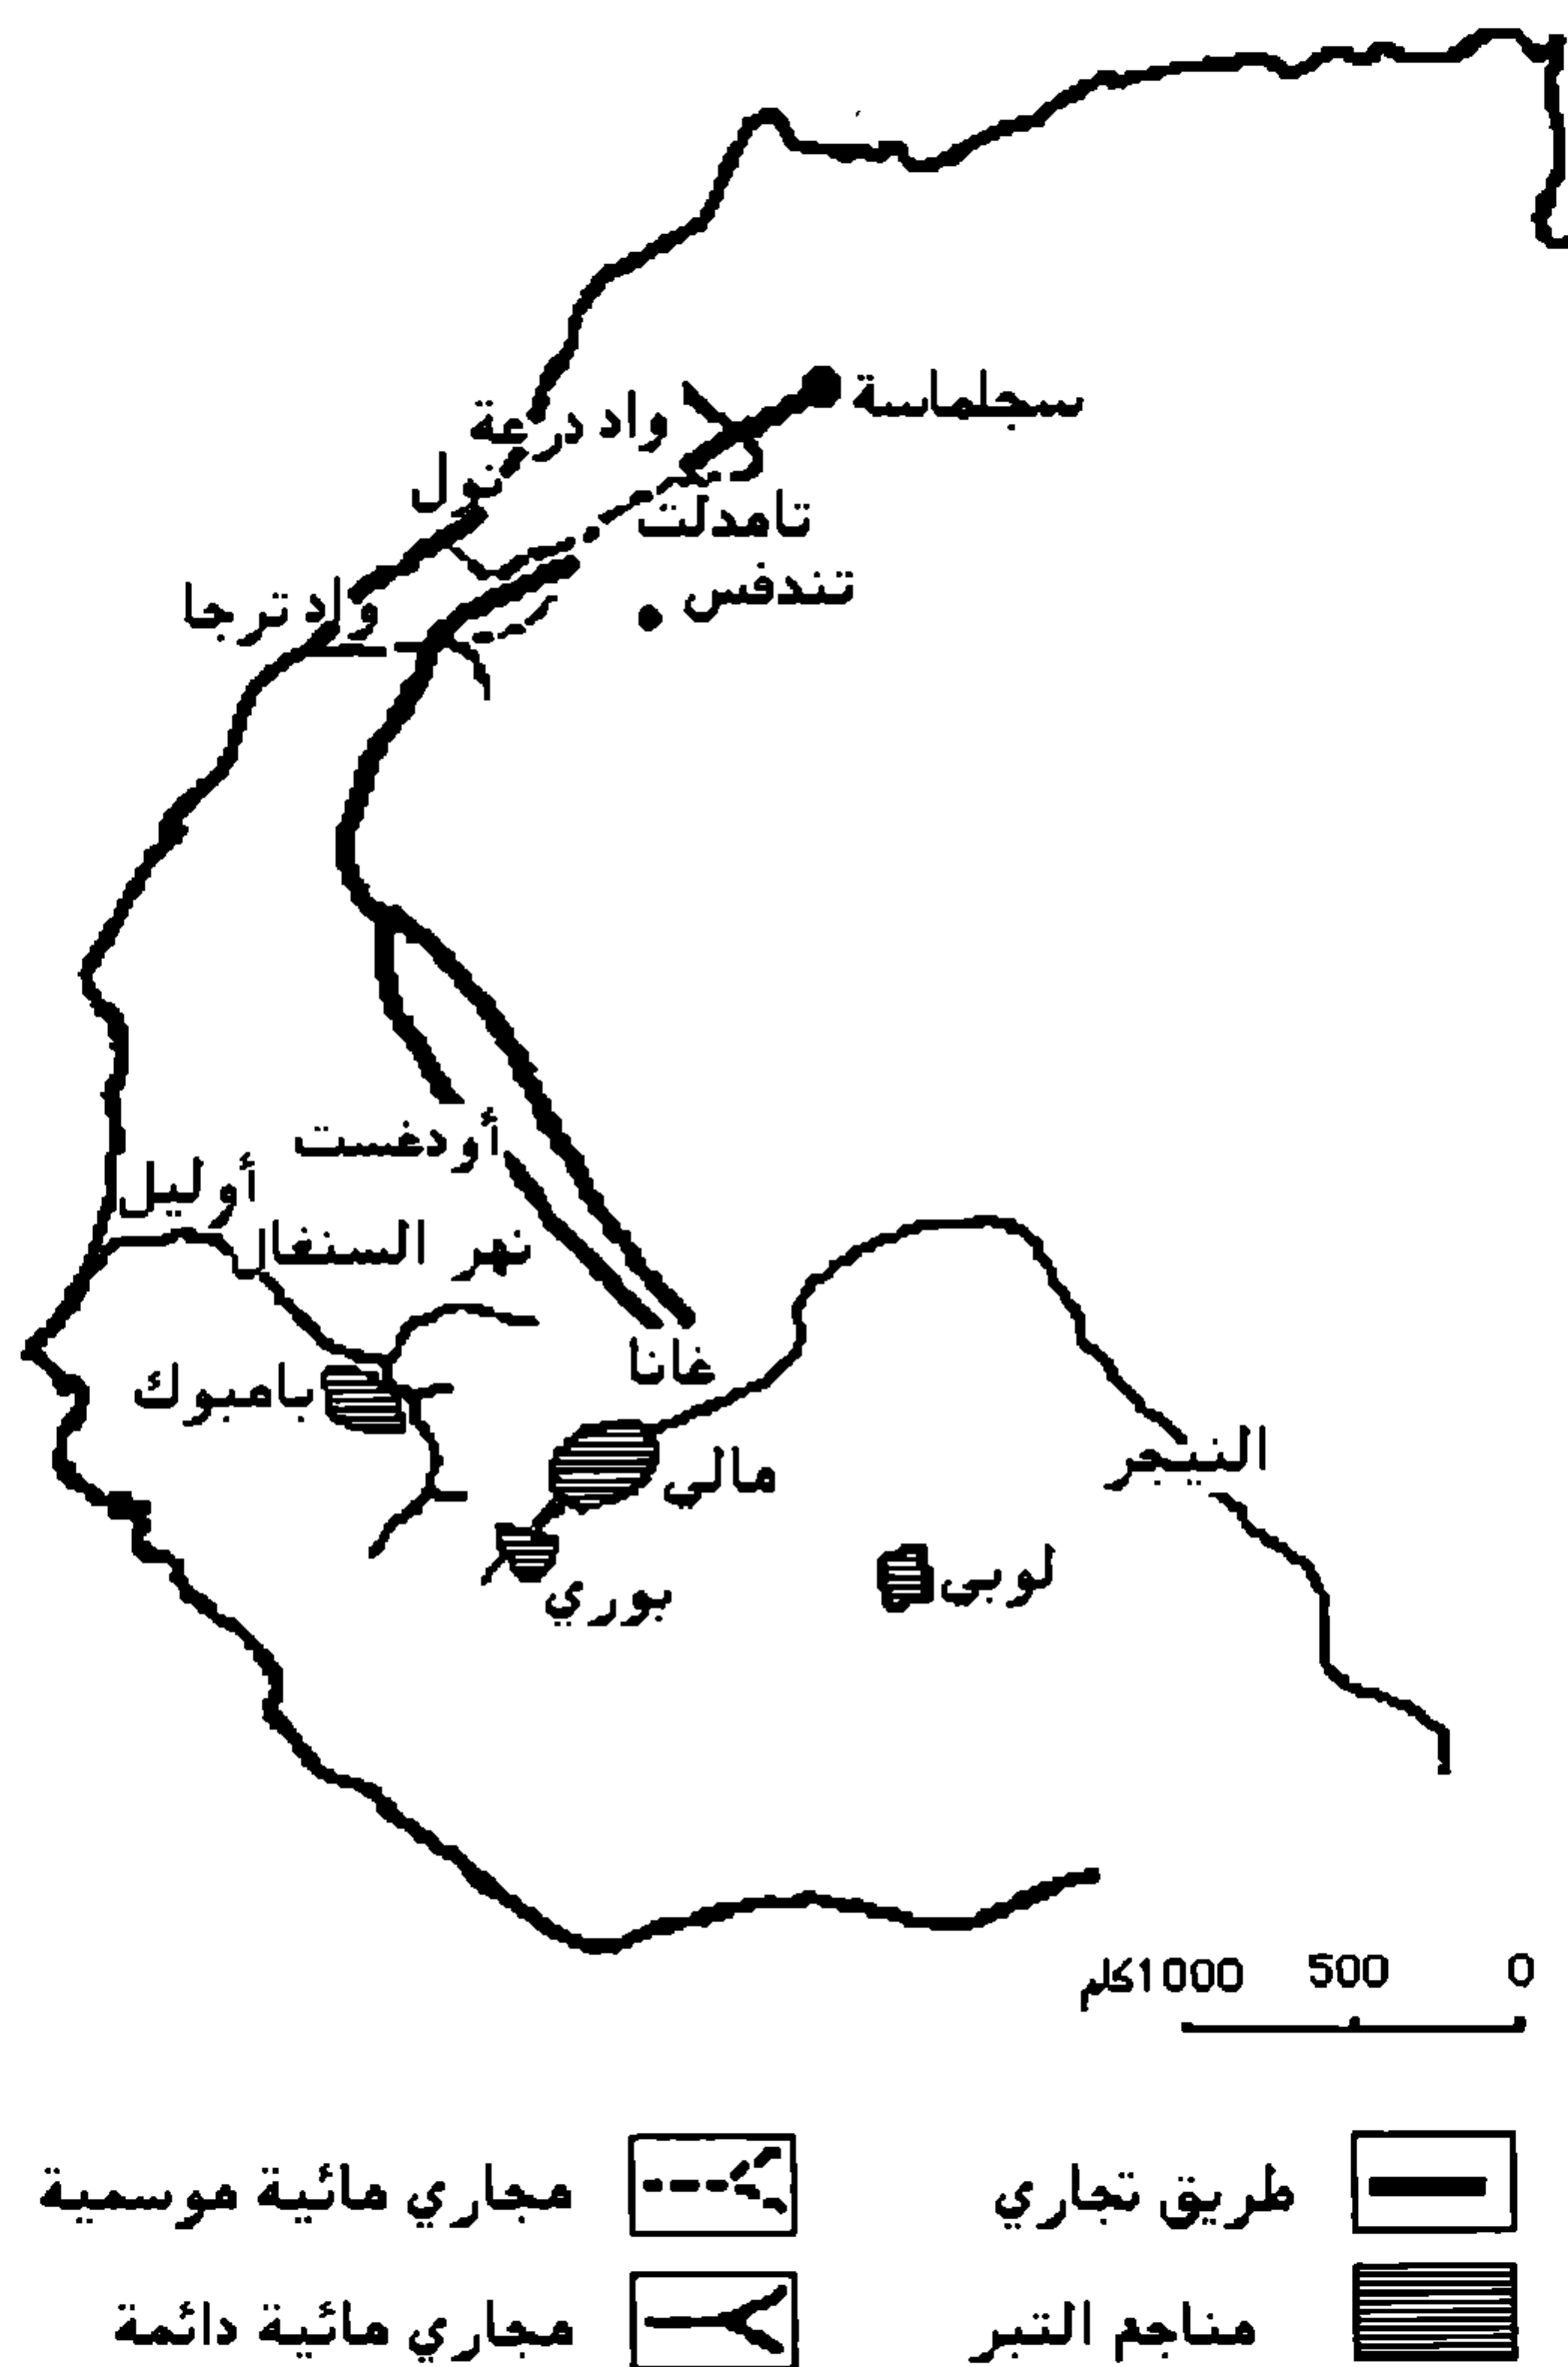 سجلماسة
واد درعة
نول
تامدلت
تندفس
واد ترجا
أودغست
أوليل
نهر السنغال
غانا
بامبوك
مالي
النيجر
لوبي
بوري
0 500 1000كلم
طريق تجاري
مجاري مائية موسمية
مناجم التبر
مجاري مائية دائمة